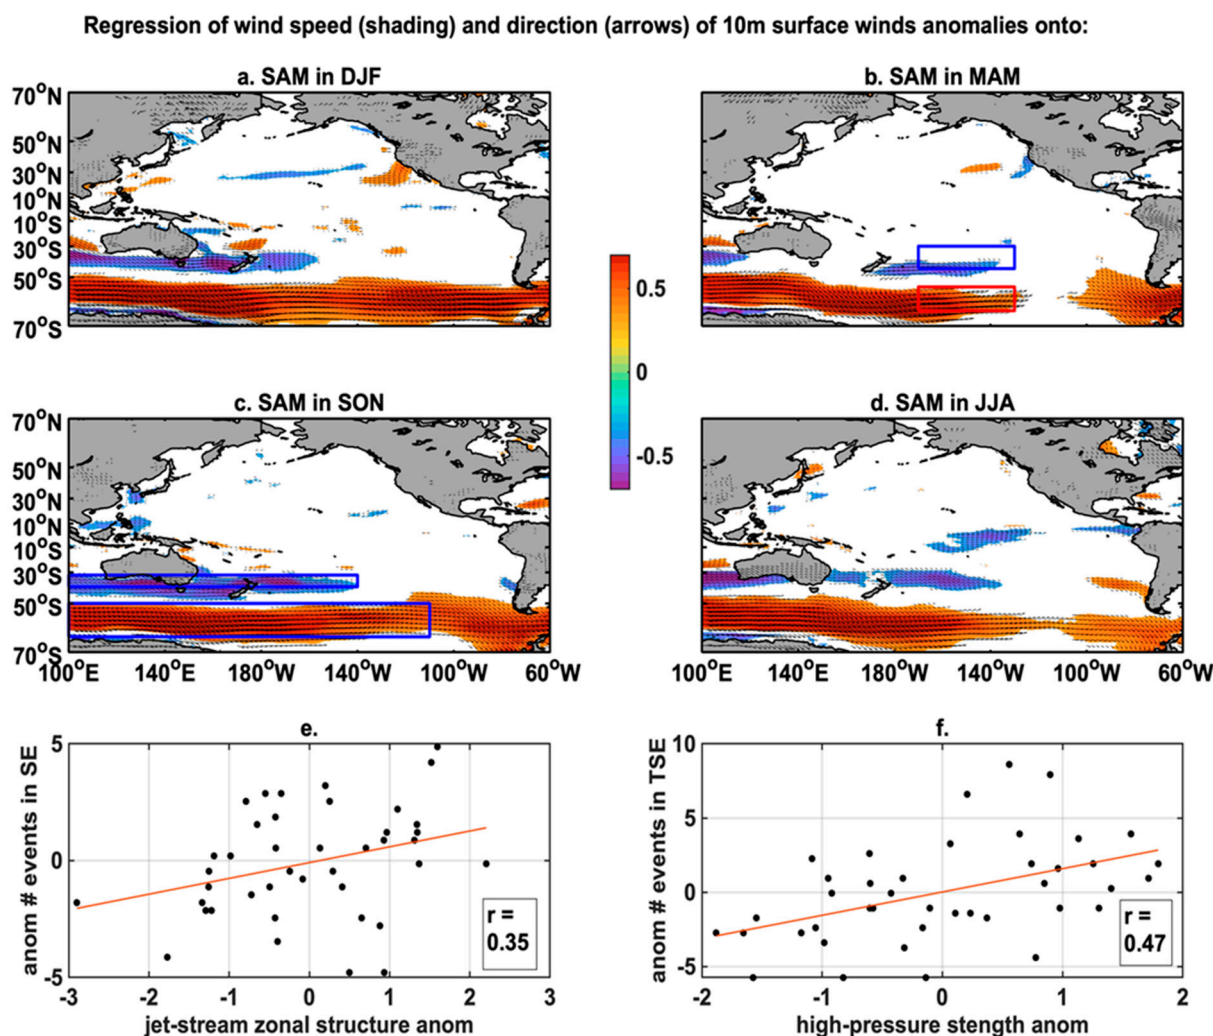 Regression of wind speed (shading) and direction (arrows) of 10m surface winds anomalies onto:
a. SAM in DJF
70°N
50°N
30°N
10°N
10°S
30°S
50°S
70°S
b. SAM in MAM
0.5
0
-0.5
c. SAM in SON
70°N
50°N
30°N
10°N
10°S
30°S
50°S
70°S
100°E 140°E 180°W 140°W 100°W 60°W
d. SAM in JJA
100°E 140°E 180°W 140°W 100°W 60°W
e.
anom # events in SE
5
0
-5
-3 -2 -1 0 1 2 3
r =
0.35
jet-stream zonal structure anom
f.
anom # events in TSE
10
5
0
-5
-2 -1 0 1 2
r =
0.47
high-pressure stength anom